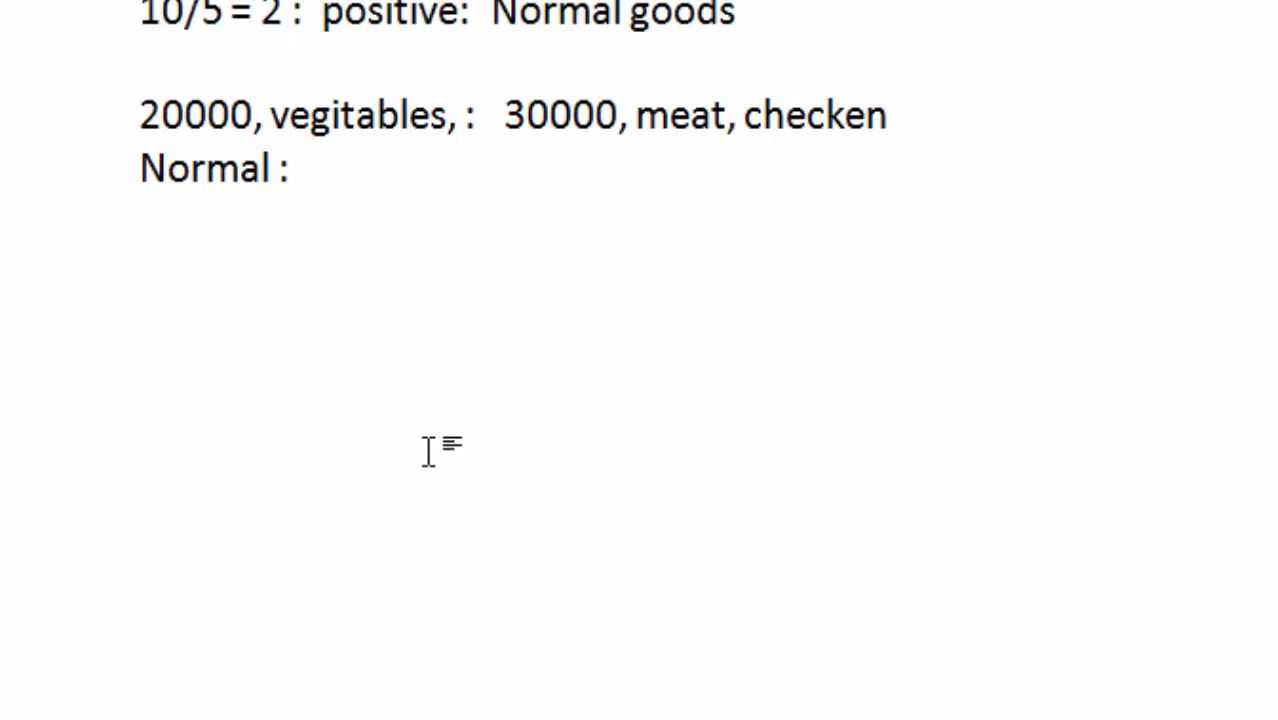 10/5 = 2 :  positive:  Normal goods
20000, vegitables, :  30000, meat, checken
Normal :